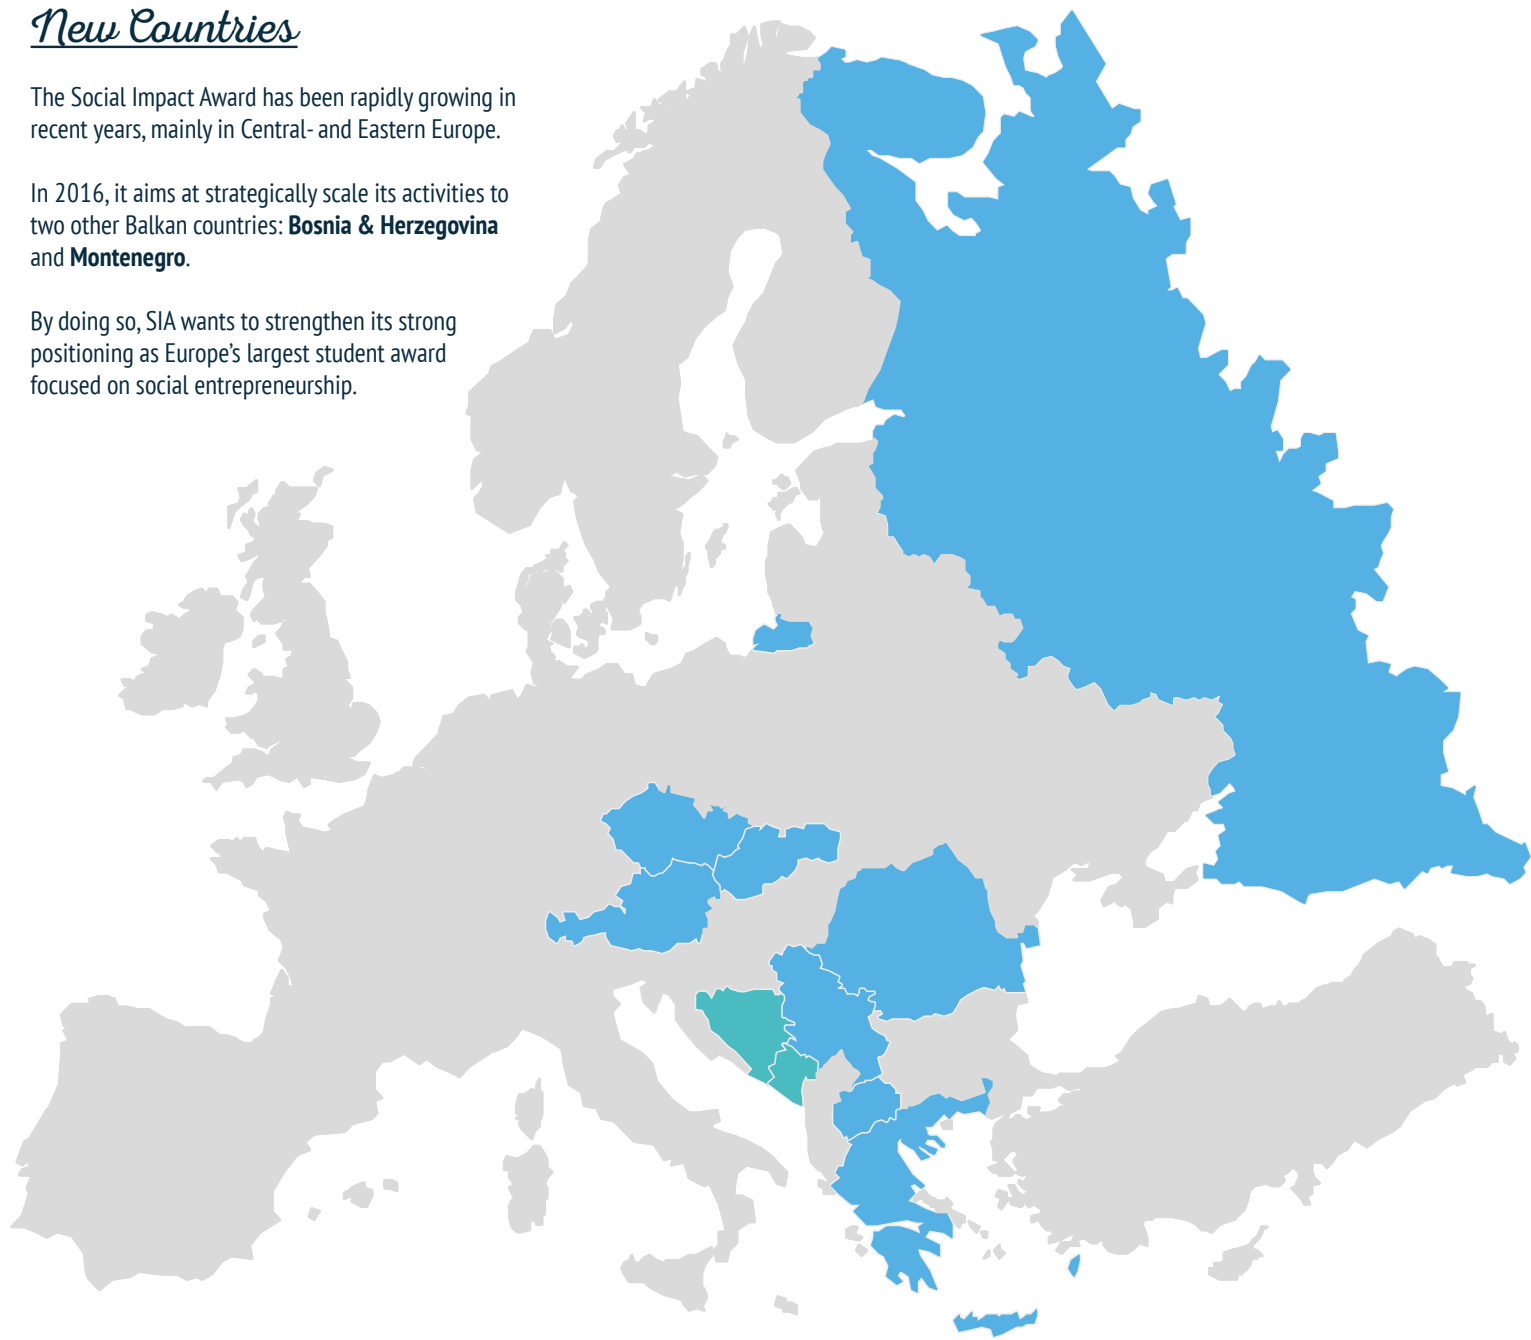 New Countries
The Social Impact Award has been rapidly growing in
recent years, mainly in Central- and Eastern Europe.
In 2016, it aims at strategically scale its activities to
two other Balkan countries: Bosnia & Herzegovina
and Montenegro.
By doing so, SIA wants to strengthen its strong
positioning as Europe’s largest student award
focused on social entrepreneurship.